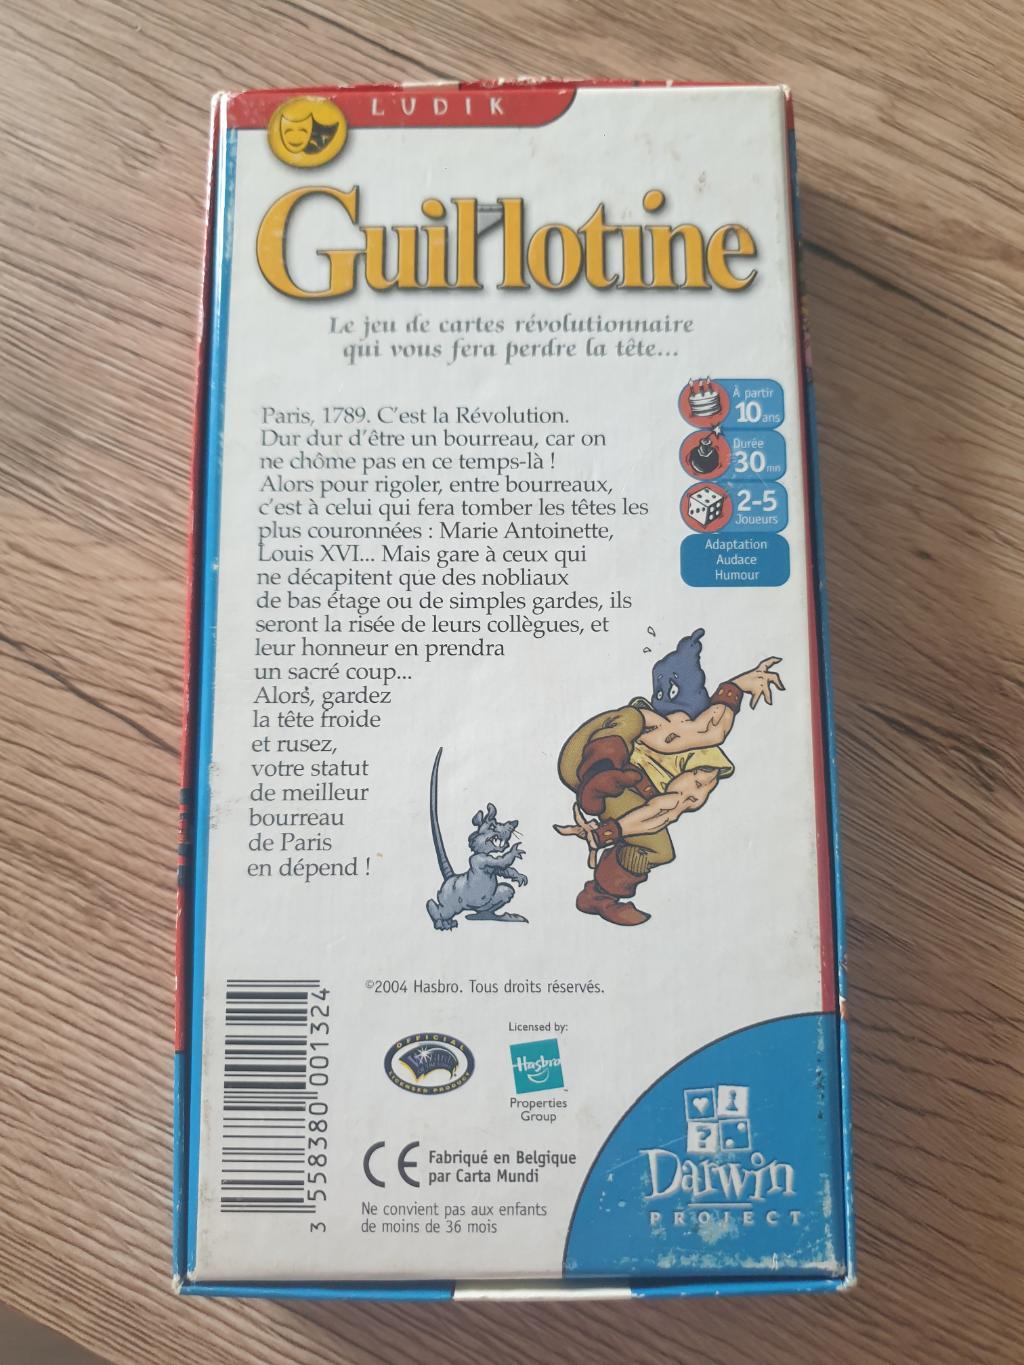 LUDIK
Guillotine
Le jeu de cartes révolutionnaire
qui vous fera perdre la tête...
Paris, 1789. C'est la Révolution.
Dur dur d'être un bourreau, car on
ne chôme pas en ce temps-là !
Alors pour rigoler, entre bourreaux,
c'est à celui qui fera tomber les têtes les
plus couronnées : Marie Antoinette,
Louis XVI... Mais gare à ceux qui
ne décapitent que des nobliaux
de bas étage ou de simples gardes, ils
seront la risée de leurs collègues, et
leur honneur en prendra
un sacré coup...
Alors, gardez
la tête froide
et rusez,
votre statut
de meilleur
bourreau
de Paris
en dépend !
À partir
10 ans
Durée
30 mn
2-5
Joueurs
Adaptation
Audace
Humour
©2004 Hasbro. Tous droits réservés.
OFFICIAL
Wizards
OF THE COAST
LICENSED PRODUCT
Licensed by:
Hasbro
Properties
Group
CE
Fabriqué en Belgique
par Carta Mundi
Ne convient pas aux enfants
de moins de 36 mois
3 558380 001324
?
Darwin
PROJECT